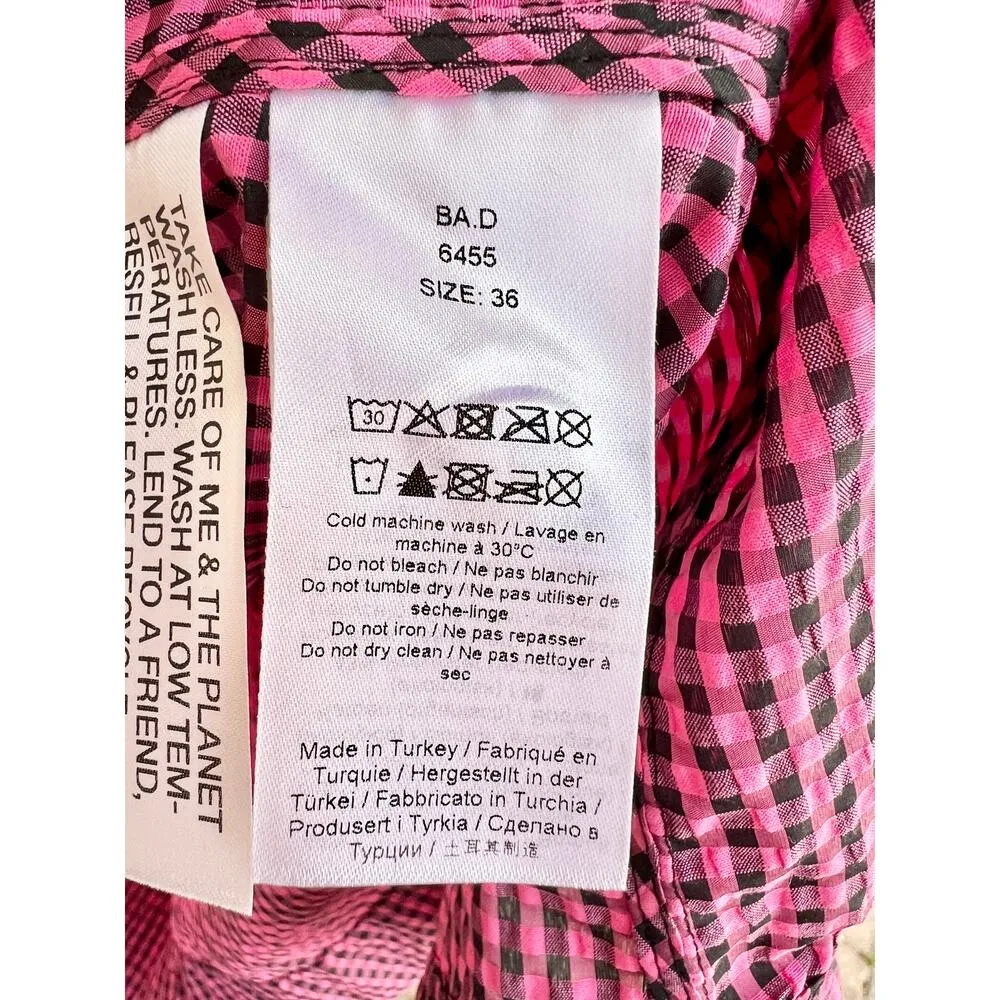 TAKE CARE OF ME & THE PLANET
WASH LESS. WASH AT LOW TEM-
PERATURES. LEND TO A FRIEND,
RESELL & PLEASE RECYCLE
BA.D
6455
SIZE: 36
30
Cold machine wash / Lavage en
machine à 30°C
Do not bleach / Ne pas blanchir
Do not tumble dry / Ne pas utiliser de
sèche-linge
Do not iron / Ne pas repasser
Do not dry clean / Ne pas nettoyer à
sec
Made in Turkey / Fabriqué en
Turquie / Hergestellt in der
Türkei / Fabbricato in Turchia /
Produsert i Tyrkia / Сделано в
Турции / 土耳其制造